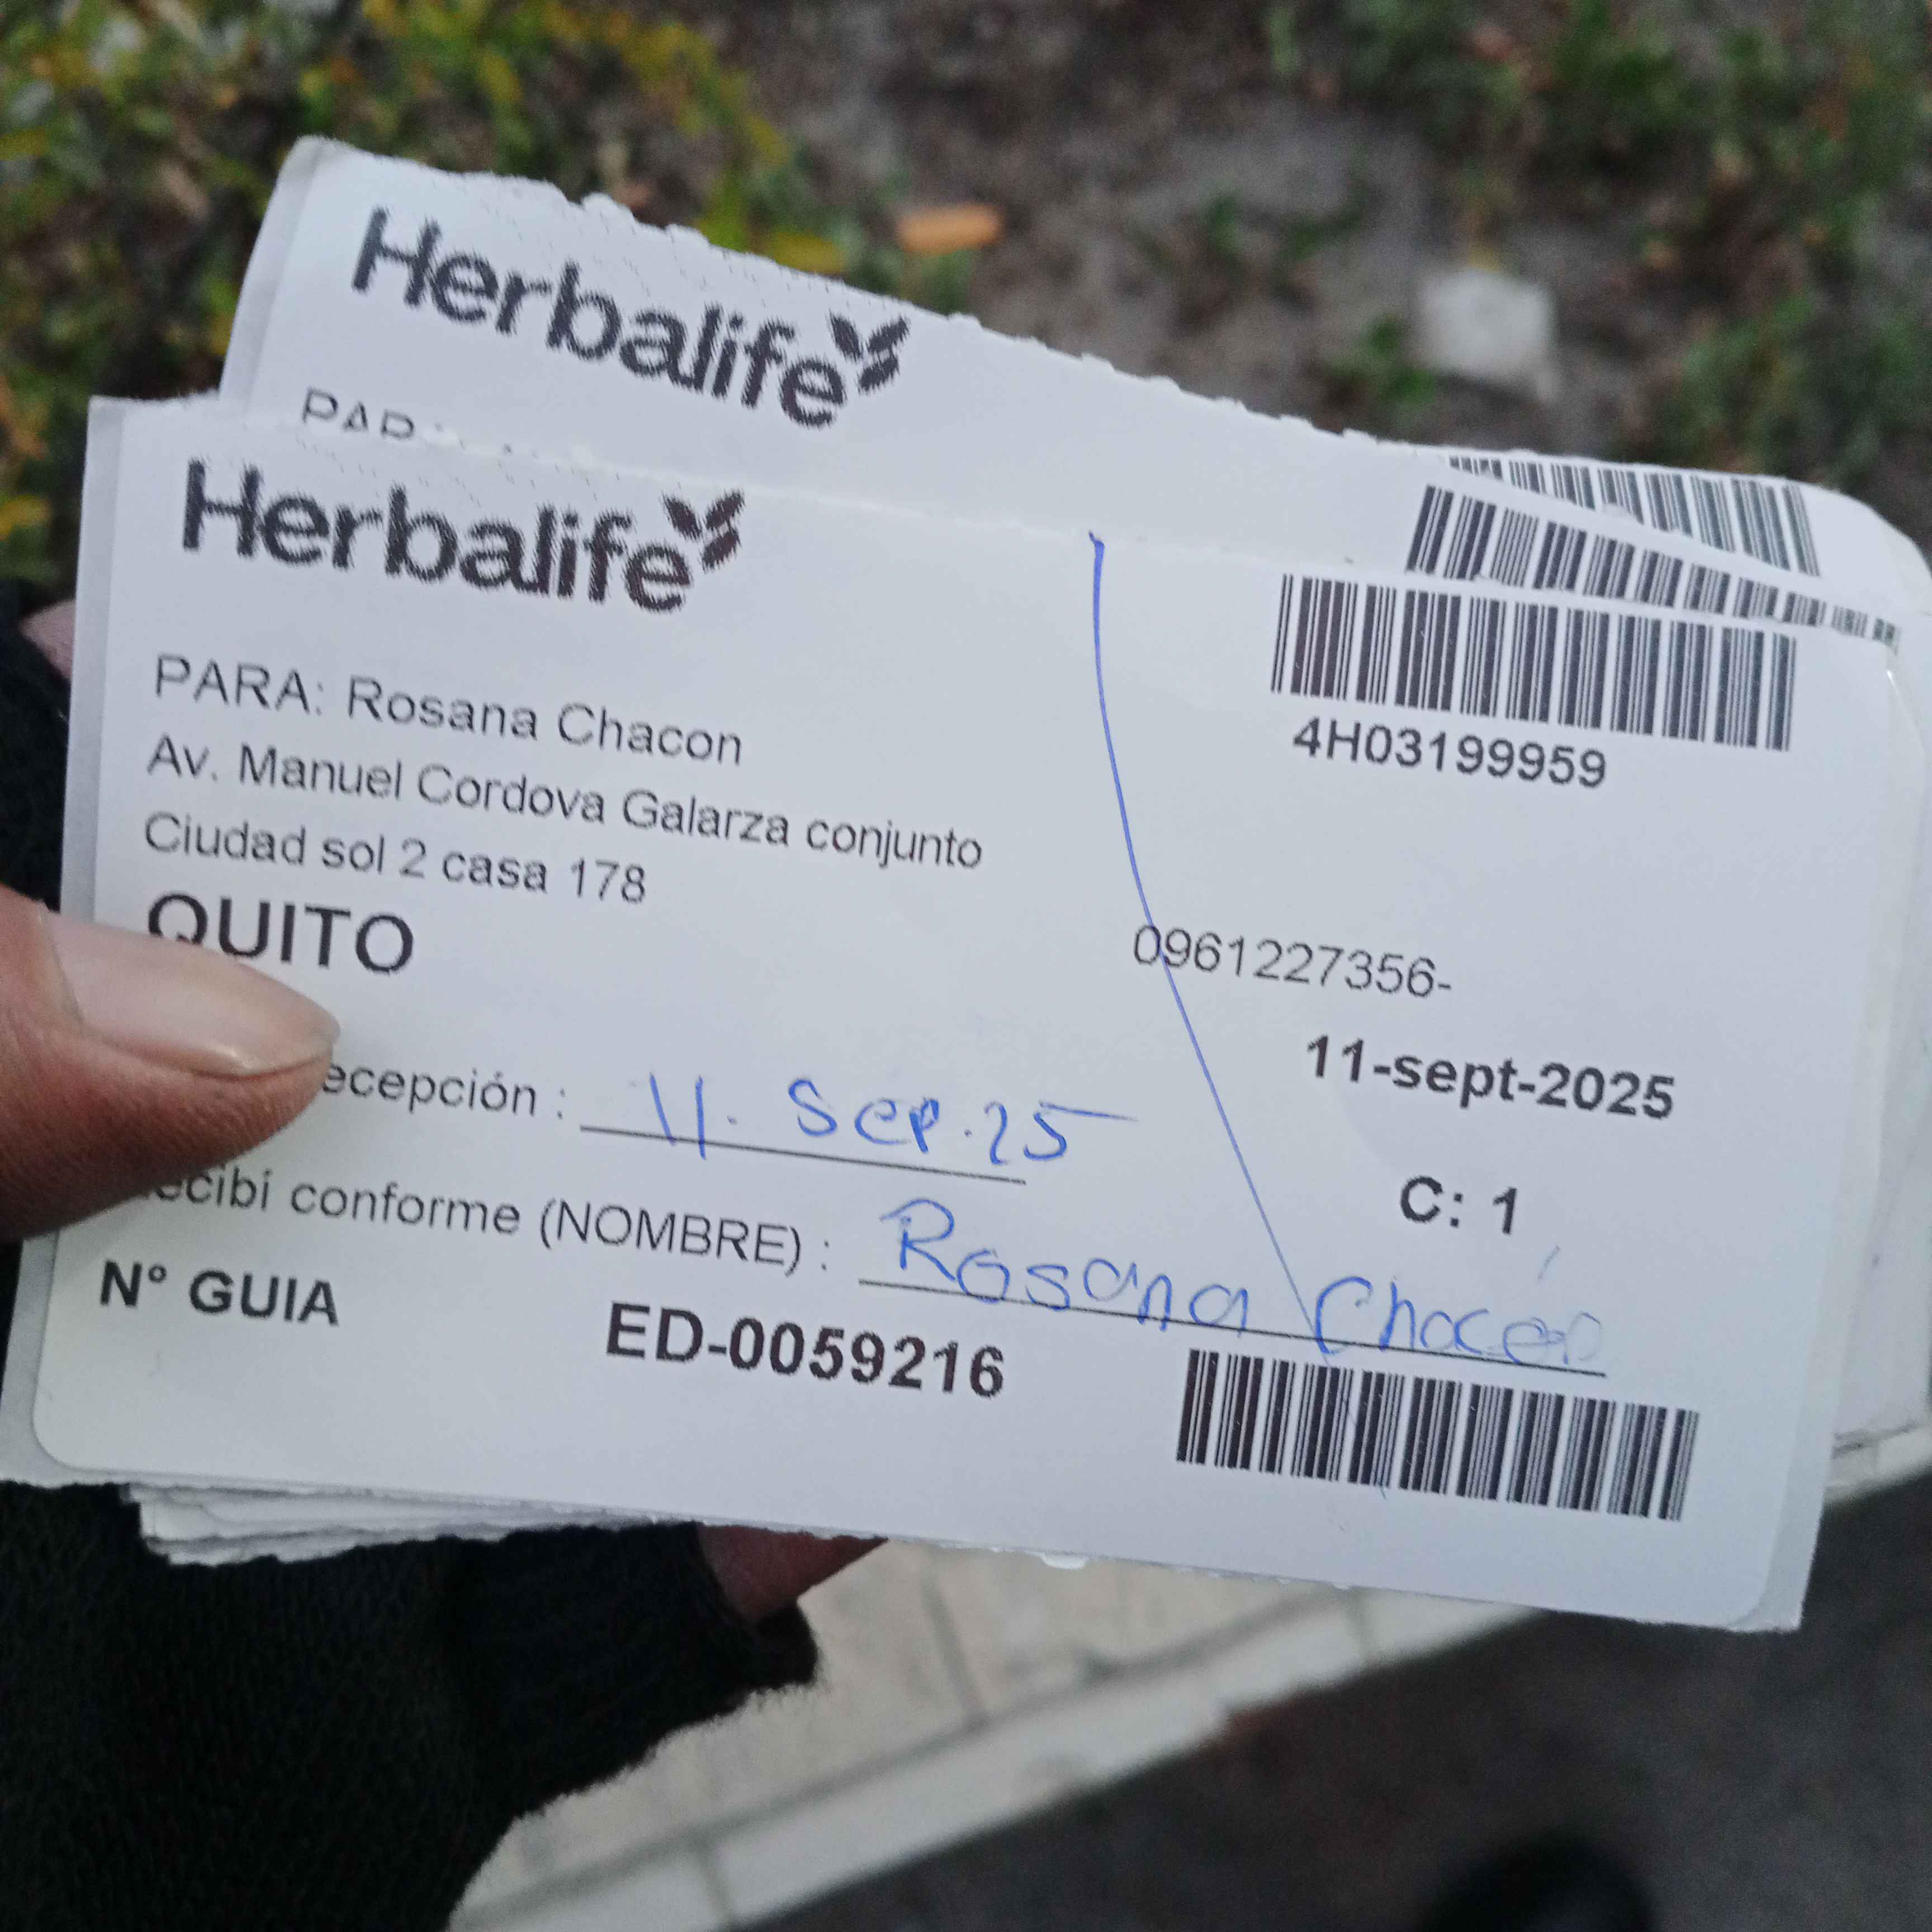 Herbalife
Herbalife
PARA: Rosana Chacon
Av. Manuel Cordova Galarza conjunto
Ciudad sol 2 casa 178
QUITO
4H03199959
0961227356-
11-sept-2025
ecepción : 11. Sep. 25
C: 1
ecibí conforme (NOMBRE) : Rosana Chacón
N° GUIA ED-0059216